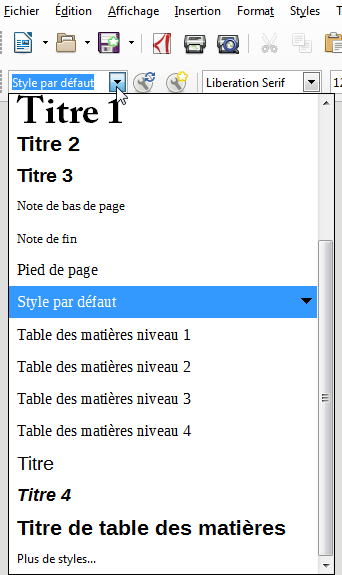 Fichier Édition Affichage Insertion Format Styles T
Style par défaut Liberation Serif 12
Titre 1
Titre 2
Titre 3
Note de bas de page
Note de fin
Pied de page
Style par défaut
Table des matières niveau 1
Table des matières niveau 2
Table des matières niveau 3
Table des matières niveau 4
Titre
Titre 4
Titre de table des matières
Plus de styles...